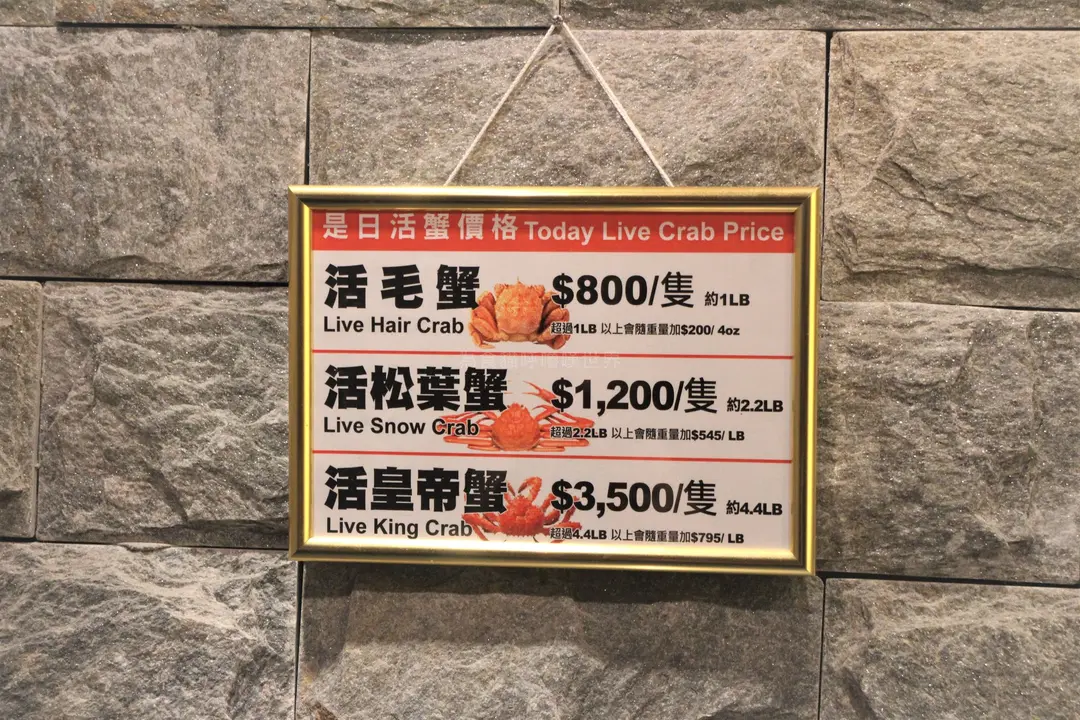 是日活蟹價格 Today Live Crab Price
活毛蟹 $800/隻 約1LB
Live Hair Crab 超過1LB 以上會隨重量加$200/ 4oz
活松葉蟹 $1,200/隻 約2.2LB
Live Snow Crab 超過2.2LB 以上會隨重量加$545/ LB
活皇帝蟹 $3,500/隻 約4.4LB
Live King Crab 超過4.4LB 以上會隨重量加$795/ LB